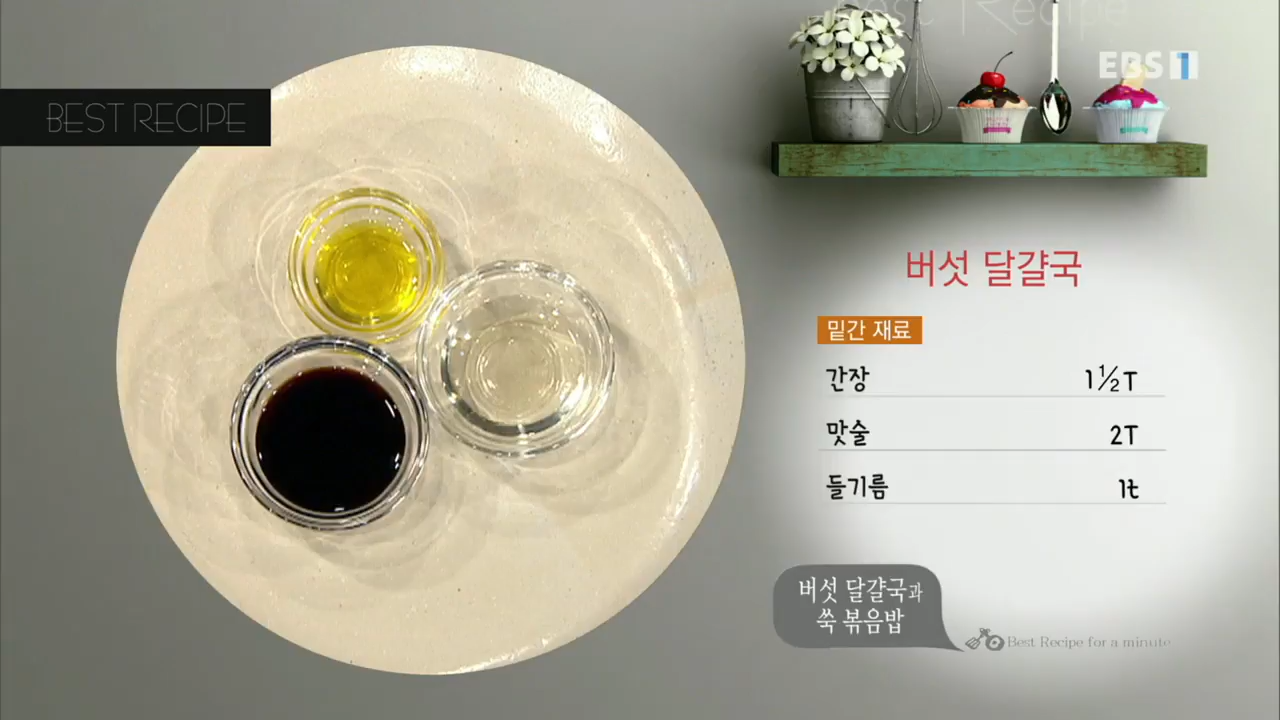 Best Recipe
EBS 1
BEST RECIPE
버섯 달걀국
밑간 재료
간장 1½T
맛술 2T
들기름 1t
버섯 달걀국과
쑥 볶음밥
Best Recipe for a minute